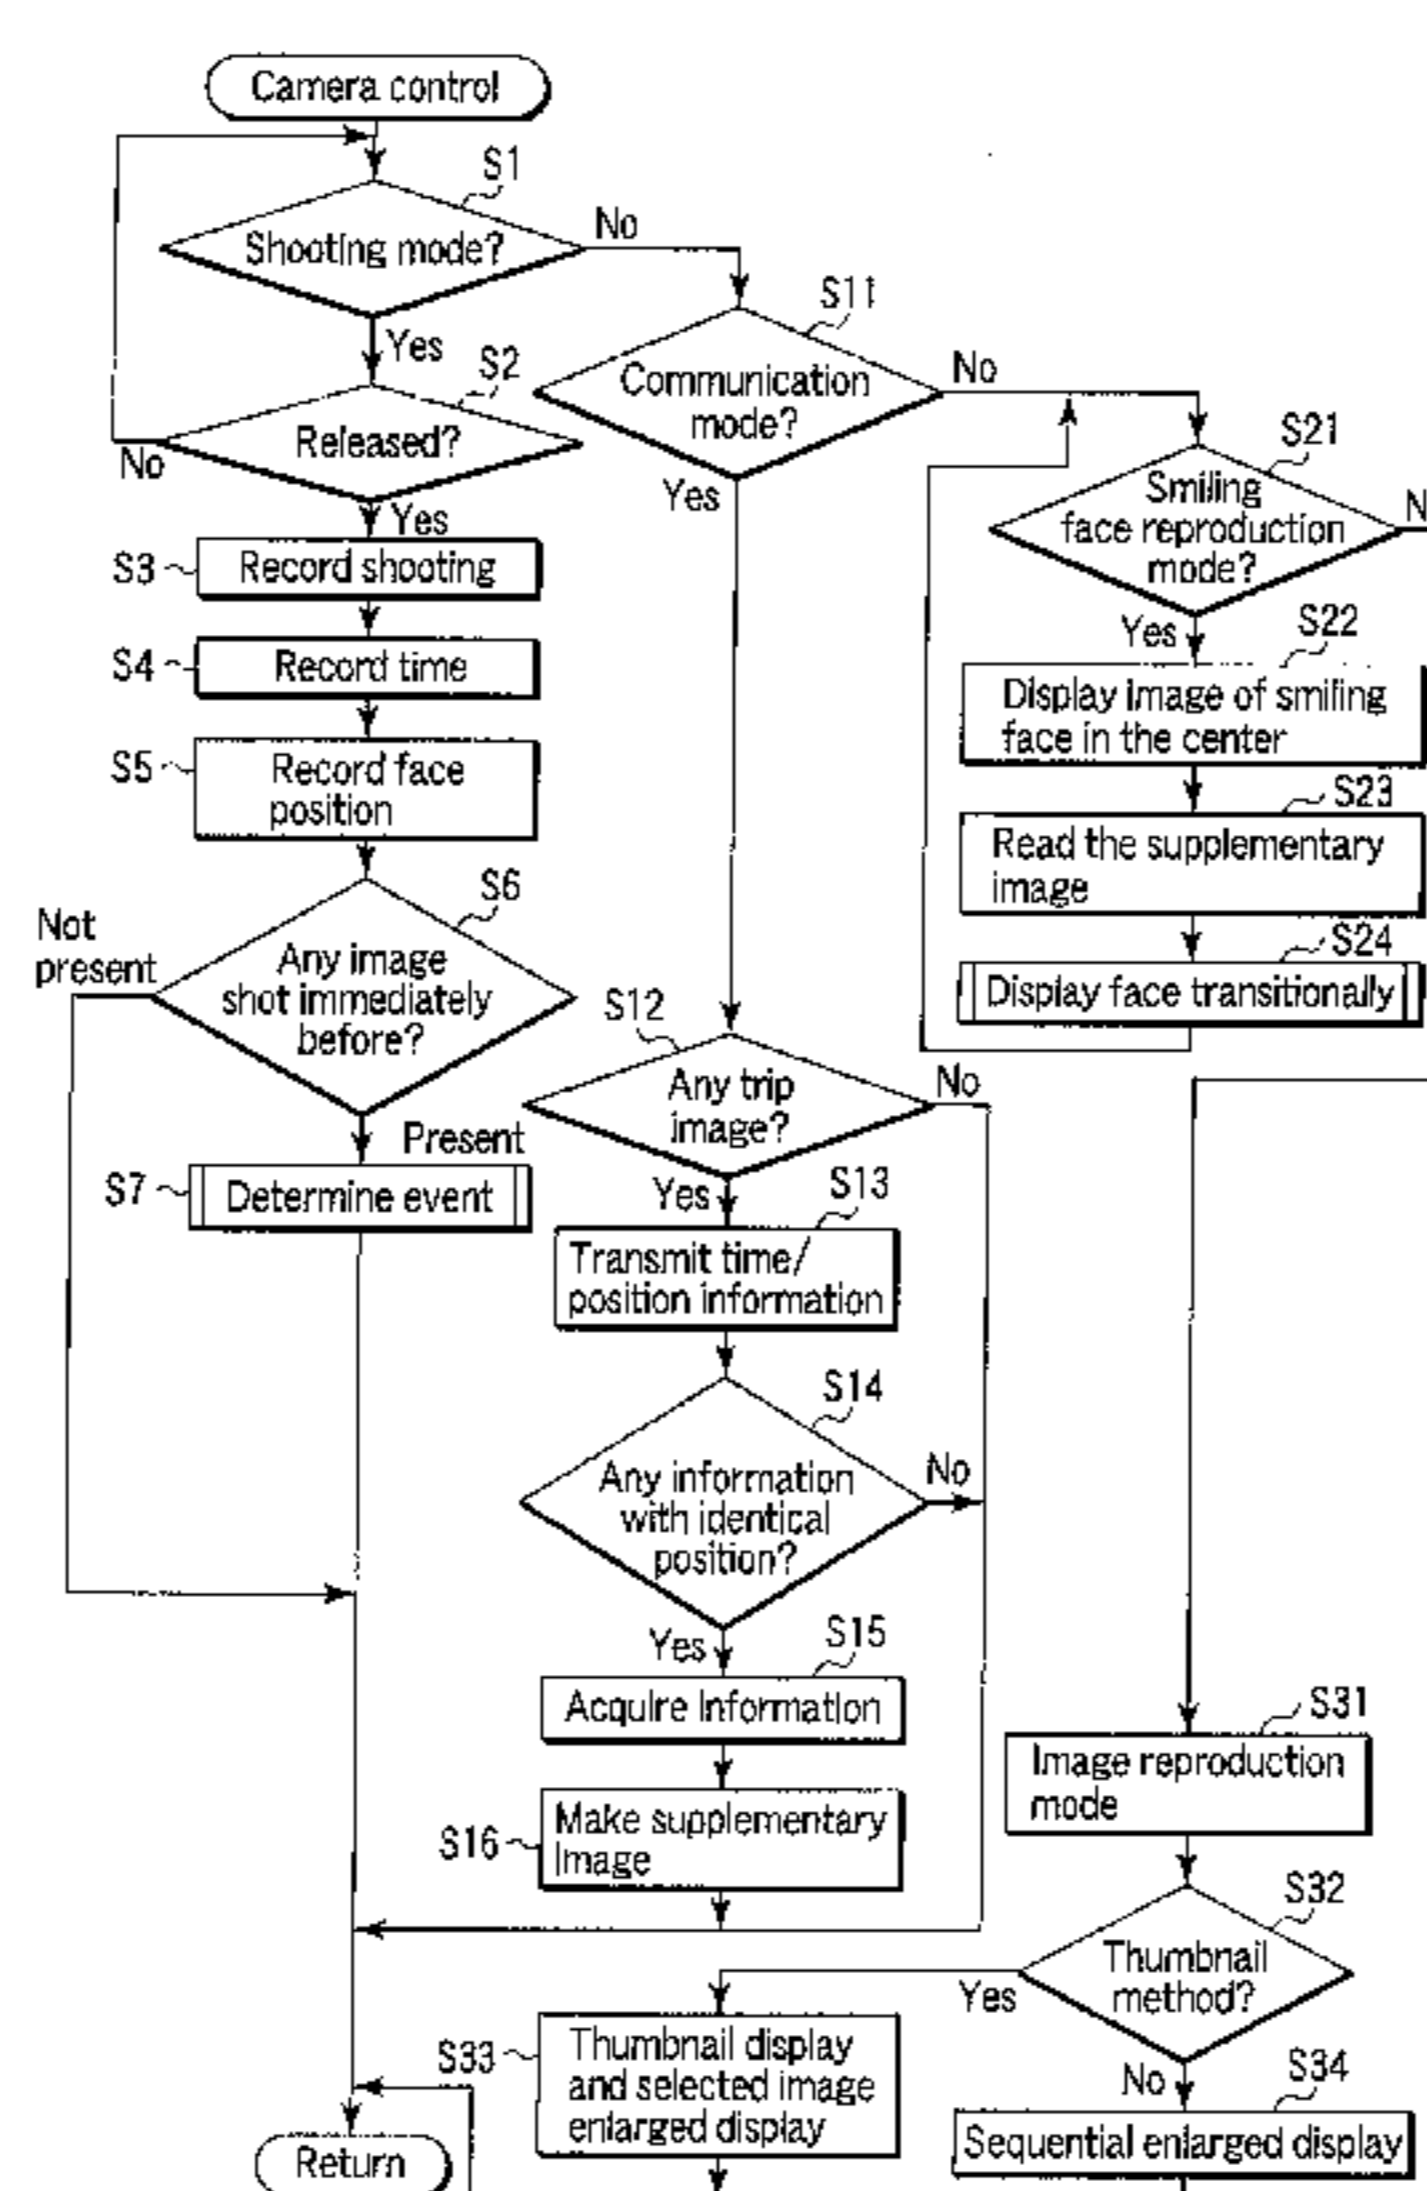 Camera control
S1
Shooting mode?
No
Yes
S2
Released?
No
Yes
S3
Record shooting
S4
Record time
S5
Record face
position
S6
Any image
shot immediately
before?
Not
present
Present
S7
Determine event
S11
Communication
mode?
No
Yes
S12
Any trip
image?
No
Yes
S13
Transmit time/
position information
S14
Any information
with identical
position?
No
Yes
S15
Acquire information
S16
Make supplementary
image
S21
Smiling
face reproduction
mode?
N
Yes
S22
Display image of smiling
face in the center
S23
Read the supplementary
image
S24
Display face transitionally
S31
Image reproduction
mode
S32
Thumbnail
method?
Yes
No
S33
Thumbnail display
and selected image
enlarged display
S34
Sequential enlarged display
Return